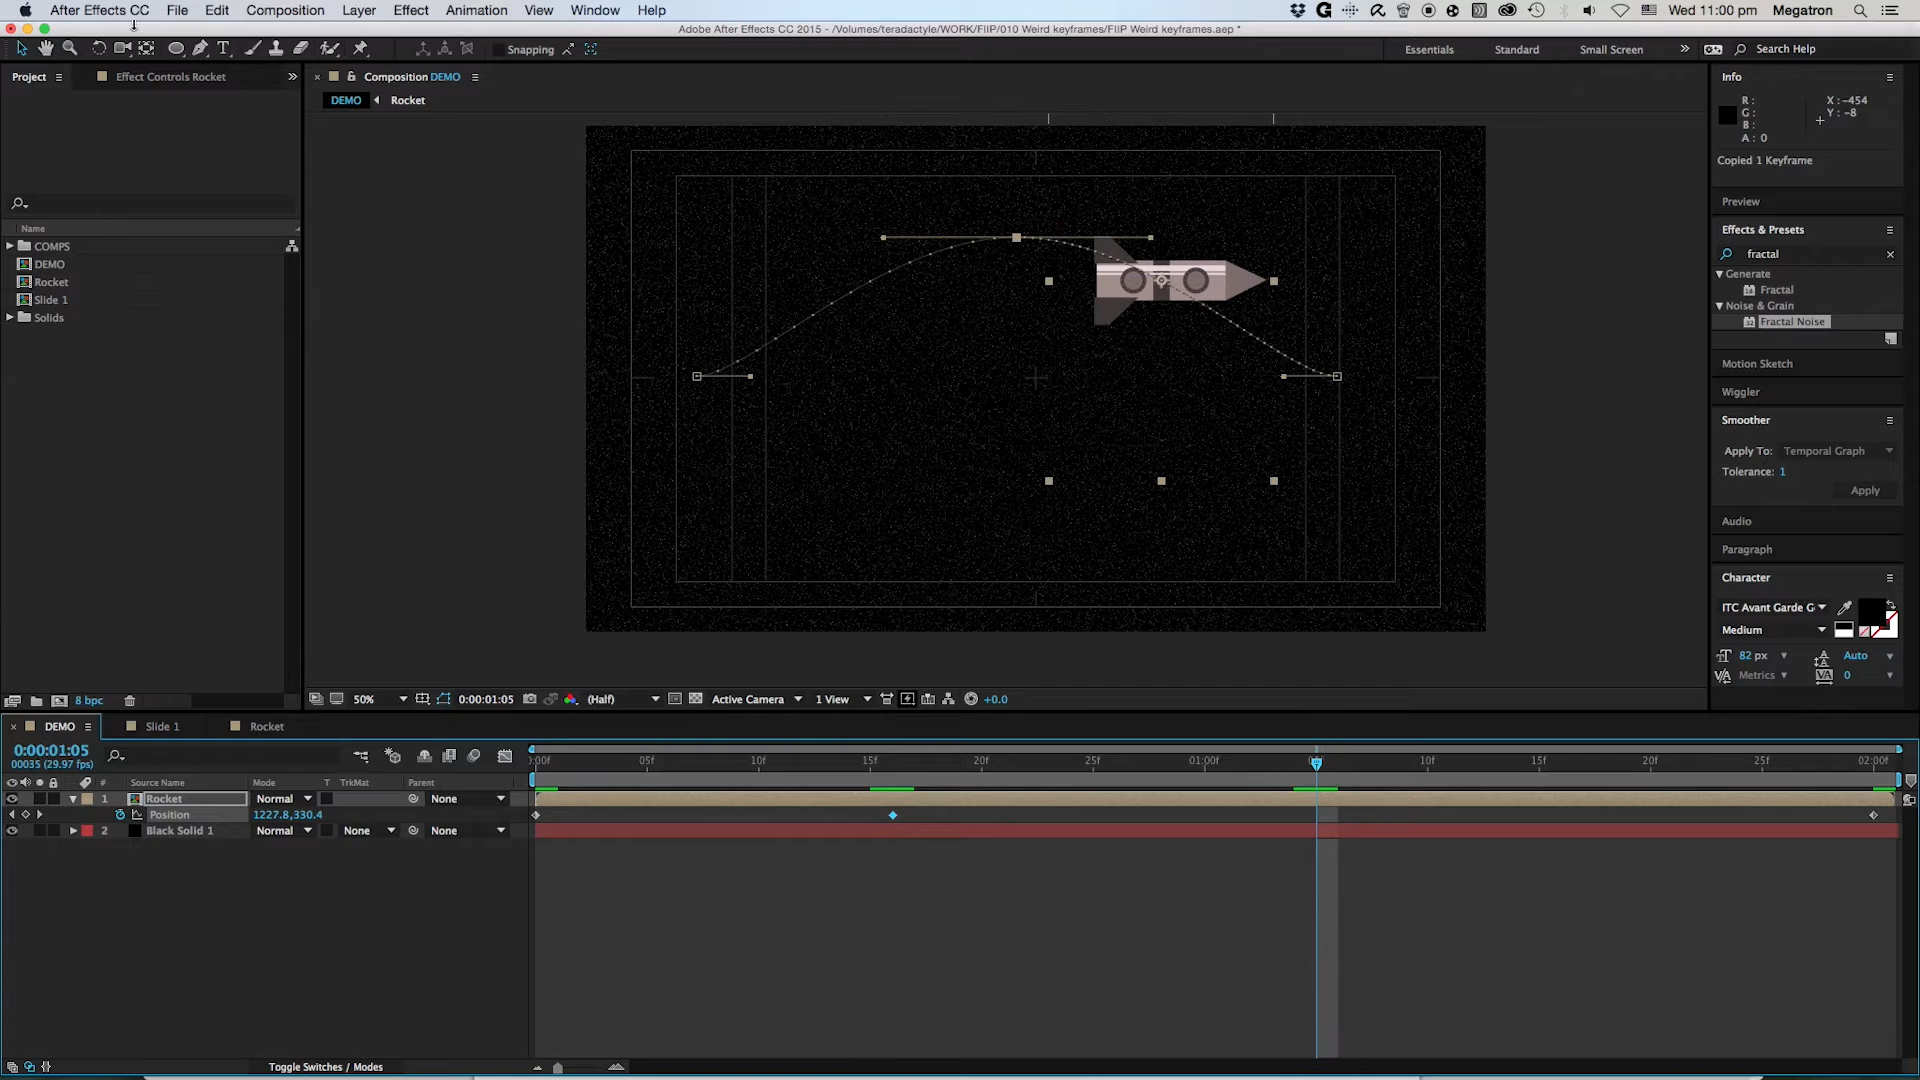 After Effects CC File Edit Composition Layer Effect Animation View Window Help
Wed 11:00 pm Megatron
Adobe After Effects CC 2015 - /Volumes/teradactyle/WORK/FIIP/010 Weird keyframes/FIIP Weird keyframes.aep *
Snapping
Essentials Standard Small Screen Search Help
Project Effect Controls Rocket
Composition DEMO
Info
DEMO Rocket
R: X: -454
G: Y: -8
B:
A: 0
Copied 1 Keyframe
Preview
Effects & Presets
fractal
Generate
Fractal
Noise & Grain
Fractal Noise
Name
COMPS
DEMO
Rocket
Slide 1
Solids
Motion Sketch
Wiggler
Smoother
Apply To: Temporal Graph
Tolerance: 1
Apply
Audio
Paragraph
Character
ITC Avant Garde G
Medium
82 px Auto
Metrics 0
8 bpc
50% 0:00:01:05 (Half) Active Camera 1 View +0.0
DEMO Slide 1 Rocket
0:00:01:05
00035 (29.97 fps)
:00f 05f 10f 15f 20f 25f 01:00f 10f 15f 20f 25f 02:00f
# Source Name Mode T TrkMat Parent
1 Rocket Normal None
Position 1227.8,330.4
2 Black Solid 1 Normal None None
Toggle Switches / Modes